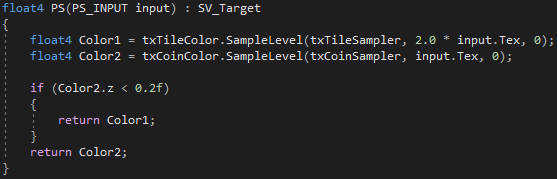 float4 PS(PS_INPUT input) : SV_Target
{
float4 Color1 = txTileColor.SampleLevel(txTileSampler, 2.0 * input.Tex, 0);
float4 Color2 = txCoinColor.SampleLevel(txCoinSampler, input.Tex, 0);
if (Color2.z < 0.2f)
{
return Color1;
}
return Color2;
}